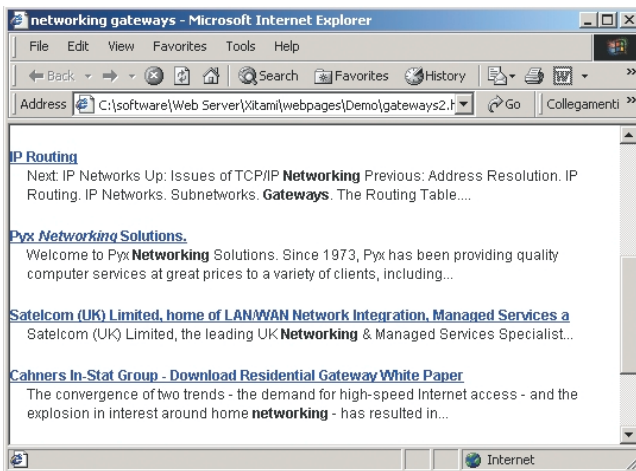 networking gateways - Microsoft Internet Explorer
File Edit View Favorites Tools Help
Back Search Favorites History »
Address C:\software\Web Server\Xitami\webpages\Demo\gateways2.h Go Collegamenti »
IP Routing
Next: IP Networks Up: Issues of TCP/IP Networking Previous: Address Resolution. IP
Routing. IP Networks. Subnetworks. Gateways. The Routing Table....
Pyx Networking Solutions.
Welcome to Pyx Networking Solutions. Since 1973, Pyx has been providing quality
computer services at great prices to a variety of clients, including...
Satelcom (UK) Limited, home of LAN/WAN Network Integration, Managed Services a
Satelcom (UK) Limited, the leading UK Networking & Managed Services Specialist...
Cahners In-Stat Group - Download Residential Gateway White Paper
The convergence of two trends - the demand for high-speed Internet access - and the
explosion in interest around home networking - has resulted in...
Internet